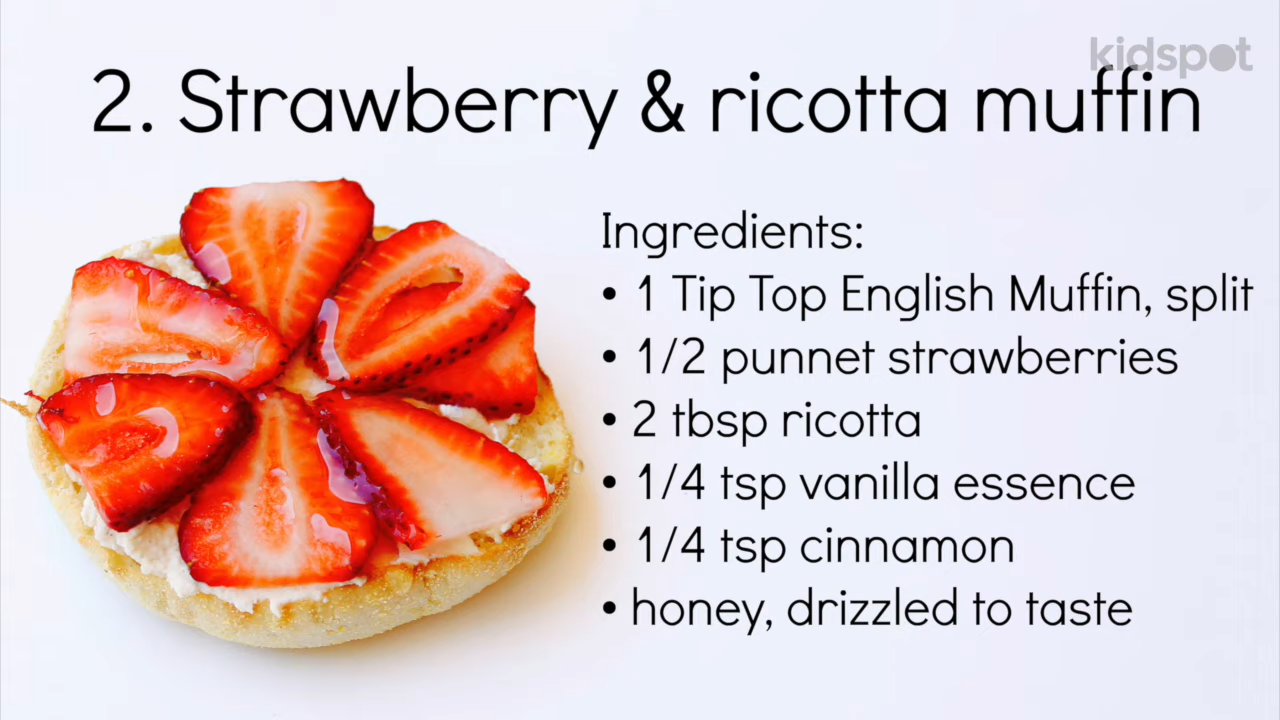 kidspot
2. Strawberry & ricotta muffin
Ingredients:
• 1 Tip Top English Muffin, split
• 1/2 punnet strawberries
• 2 tbsp ricotta
• 1/4 tsp vanilla essence
• 1/4 tsp cinnamon
• honey, drizzled to taste